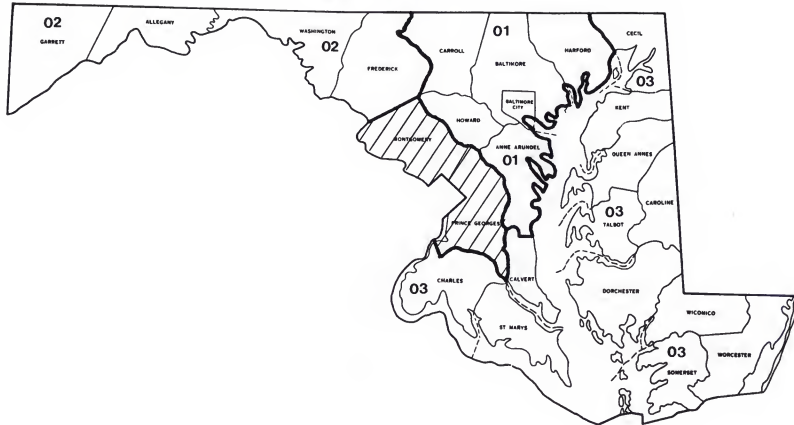 02
GARRETT
ALLEGANY
WASHINGTON
02
FREDERICK
CARROLL
01
BALTIMORE
HARFORD
CECIL
03
BALTIMORE
CITY
KENT
HOWARD
MONTGOMERY
ANNE ARUNDEL
01
QUEEN ANNES
CAROLINE
03
TALBOT
PRINCE GEORGES
CALVERT
03
CHARLES
DORCHESTER
ST MARYS
WICOMICO
03
SOMERSET
WORCESTER